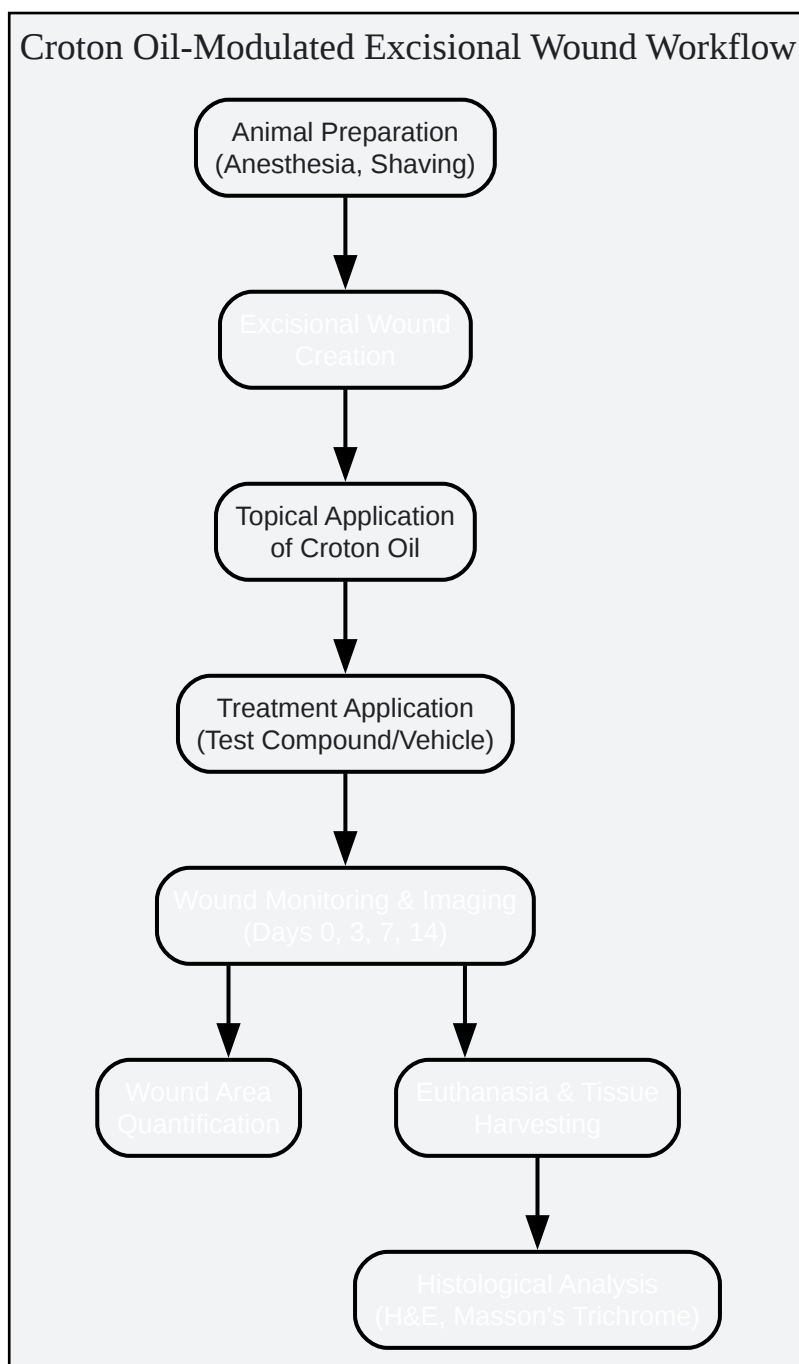 Croton Oil-Modulated Excisional Wound Workflow
Animal Preparation
(Anesthesia, Shaving)
Excisional Wound
Creation
Topical Application
of Croton Oil
Treatment Application
(Test Compound/Vehicle)
Wound Monitoring & Imaging
(Days 0, 3, 7, 14)
Wound Area
Quantification
Euthanasia & Tissue
Harvesting
Histological Analysis
(H&E, Masson's Trichrome)